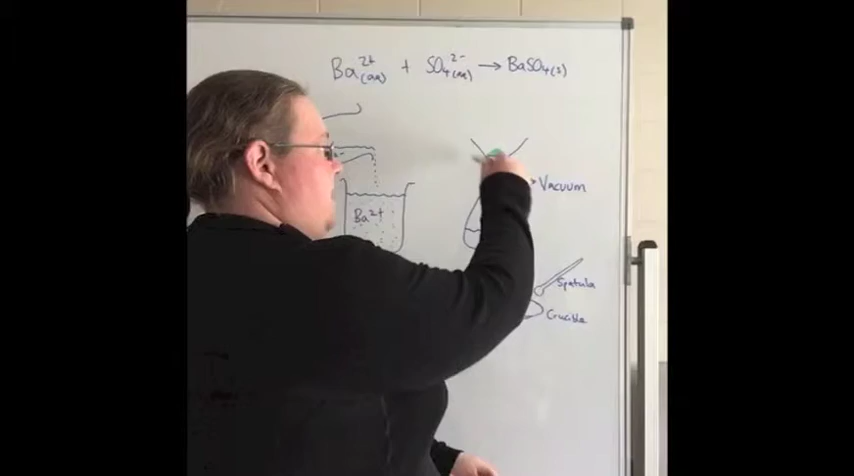 Ba²⁺(aq) + SO₄²⁻(aq) → BaSO₄(s)
Vacuum
Ba²⁺
Spatula
Crucible